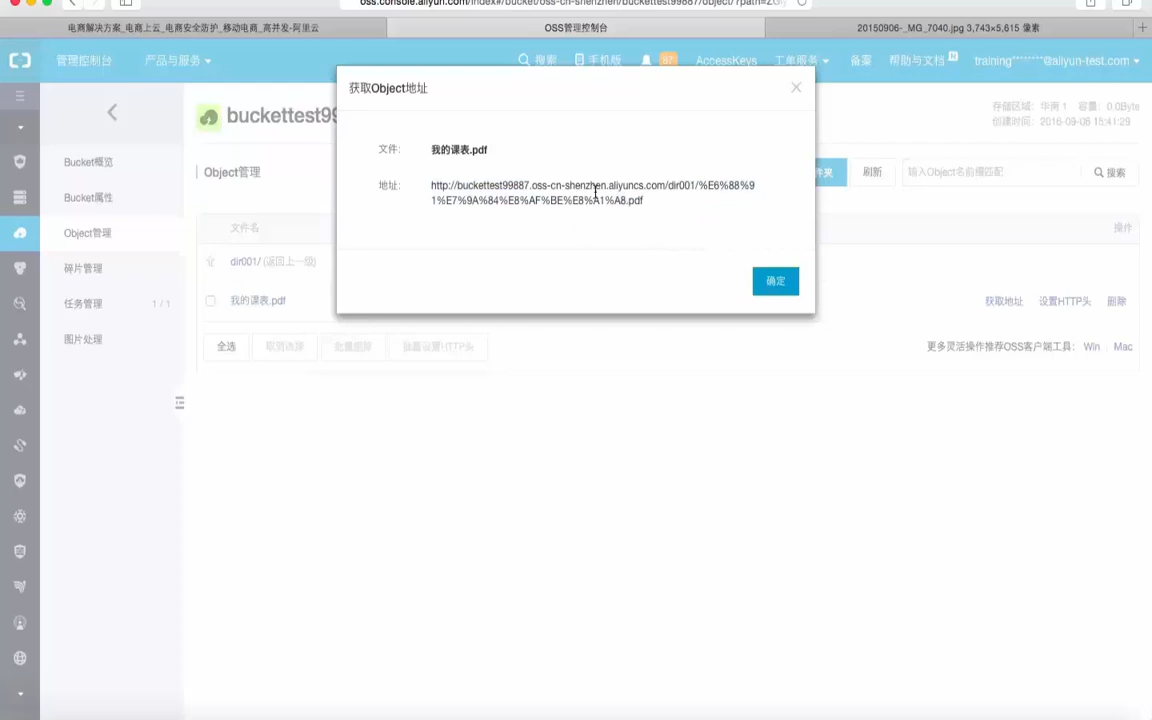 oss.console.aliyun.com/index#/bucket/oss-cn-shenzhen/buckettest99887/object/?path=ZGly
电商解决方案_电商上云_电商安全防护_移动电商_高并发-阿里云
OSS管理控制台
20150906-_MG_7040.jpg 3,743×5,615 像素
管理控制台
产品与服务
搜索
手机版
AccessKeys
工单服务
备案
帮助与文档
N
training********@aliyun-test.com
获取Object地址
文件:
我的课表.pdf
地址:
http://buckettest99887.oss-cn-shenzhen.aliyuncs.com/dir001/%E6%88%9
1%E7%9A%84%E8%AF%BE%E8%A1%A8.pdf
确定
buckettest99
存储区域: 华南 1 容量: 0.0Byte
创建时间: 2016-09-08 15:41:29
Bucket概览
Bucket属性
Object管理
碎片管理
任务管理 1 / 1
图片处理
Object管理
件夹
刷新
输入Object名前缀匹配
搜索
文件名
操作
dir001/ (返回上一级)
我的课表.pdf
获取地址
设置HTTP头
删除
全选
取消选择
批量删除
批量设置HTTP头
更多灵活操作推荐OSS客户端工具: Win Mac